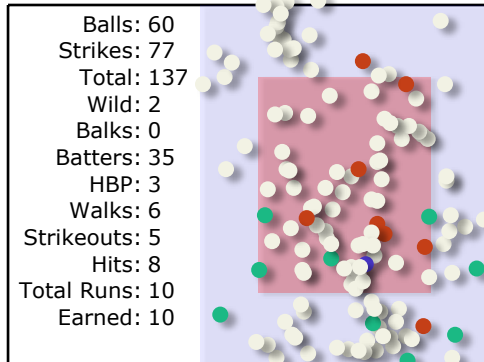 Balls: 60
Strikes: 77
Total: 137
Wild: 2
Balks: 0
Batters: 35
HBP: 3
Walks: 6
Strikeouts: 5
Hits: 8
Total Runs: 10
Earned: 10